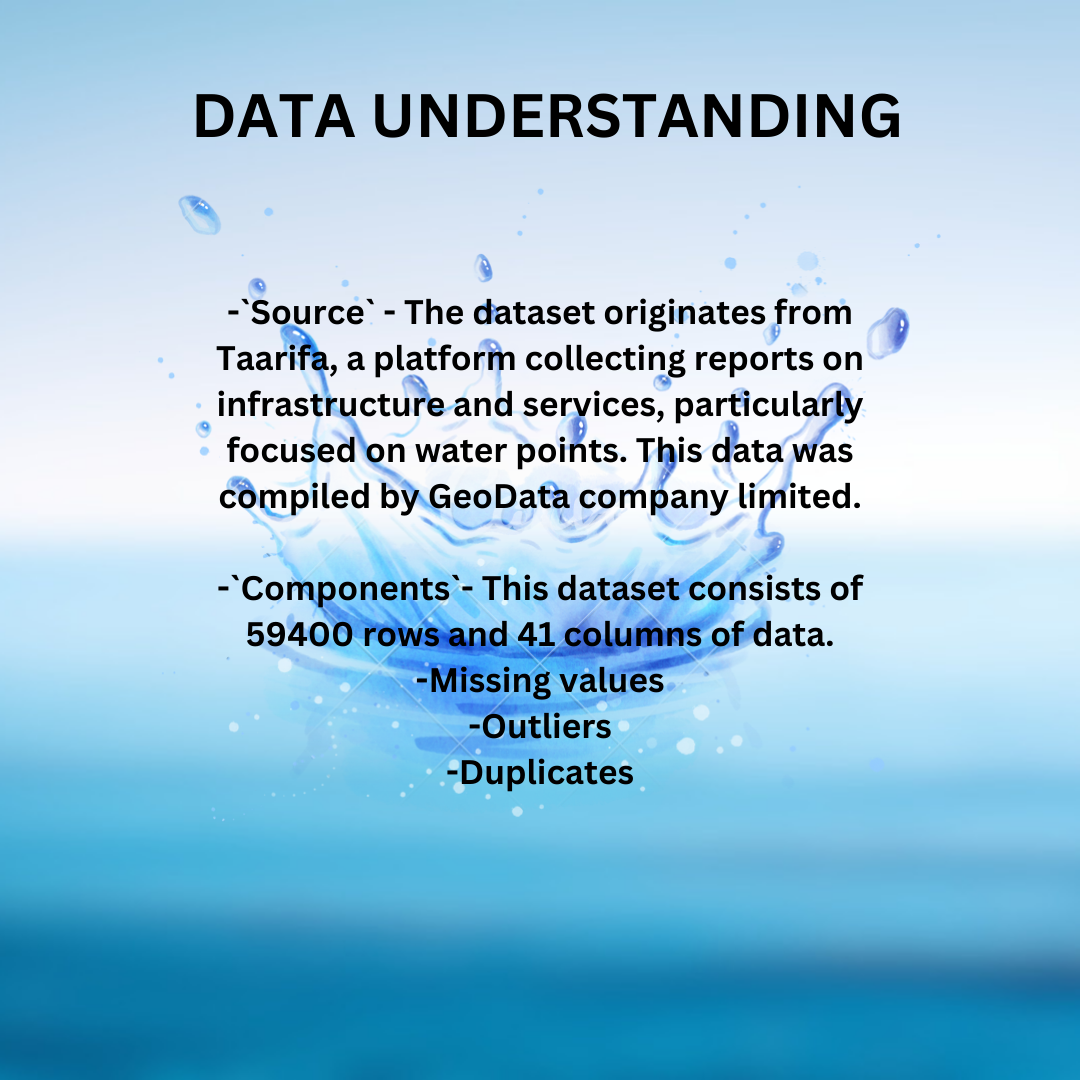 DATA UNDERSTANDING
-`Source` - The dataset originates from
Taarifa, a platform collecting reports on
infrastructure and services, particularly
focused on water points. This data was
compiled by GeoData company limited.
-`Components`- This dataset consists of
59400 rows and 41 columns of data.
-Missing values
-Outliers
-Duplicates